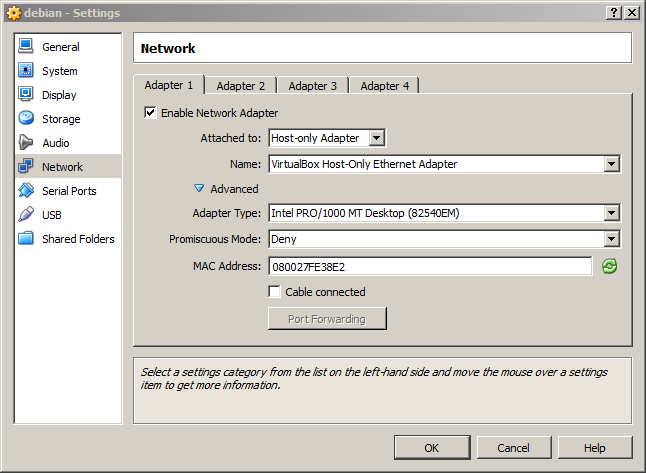 debian - Settings
General
System
Display
Storage
Audio
Network
Serial Ports
USB
Shared Folders
Network
Adapter 1 Adapter 2 Adapter 3 Adapter 4
Enable Network Adapter
Attached to: Host-only Adapter
Name: VirtualBox Host-Only Ethernet Adapter
Advanced
Adapter Type: Intel PRO/1000 MT Desktop (82540EM)
Promiscuous Mode: Deny
MAC Address: 080027FE38E2
Cable connected
Port Forwarding
Select a settings category from the list on the left-hand side and move the mouse over a settings
item to get more information.
OK Cancel Help